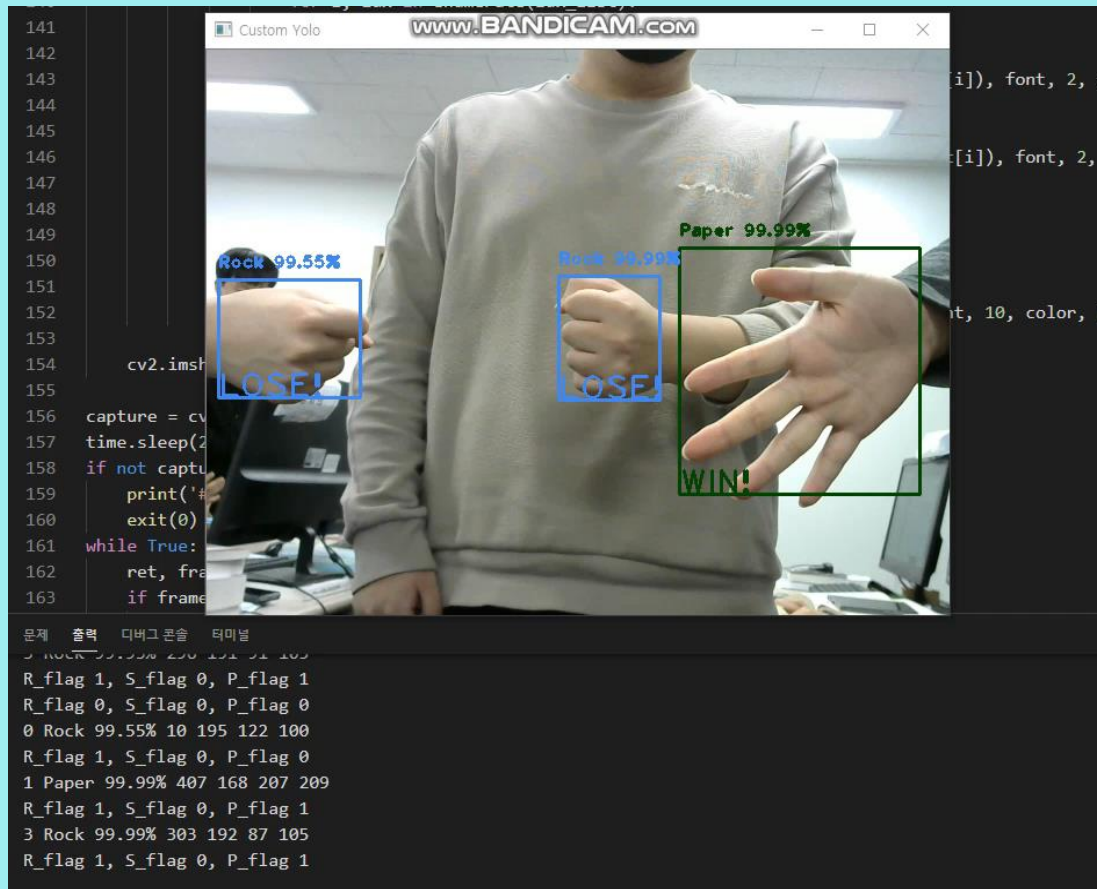 141
142
143
144
145
146
147
148
149
150
151
152
153
154 cv2.imsh
155
156 capture = cv
157 time.sleep(2
158 if not captu
159 print('#
160 exit(0)
161 while True:
162 ret, fra
163 if frame
Custom Yolo
WWW.BANDICAM.COM
[i]), font, 2,
[i]), font, 2,
nt, 10, color,
Paper 99.99%
Rock 99.55%
Rock 99.99%
LOSE!
LOSE!
WIN!
문제 출력 디버그 콘솔 터미널
R_flag 1, S_flag 0, P_flag 1
R_flag 0, S_flag 0, P_flag 0
0 Rock 99.55% 10 195 122 100
R_flag 1, S_flag 0, P_flag 0
1 Paper 99.99% 407 168 207 209
R_flag 1, S_flag 0, P_flag 1
3 Rock 99.99% 303 192 87 105
R_flag 1, S_flag 0, P_flag 1